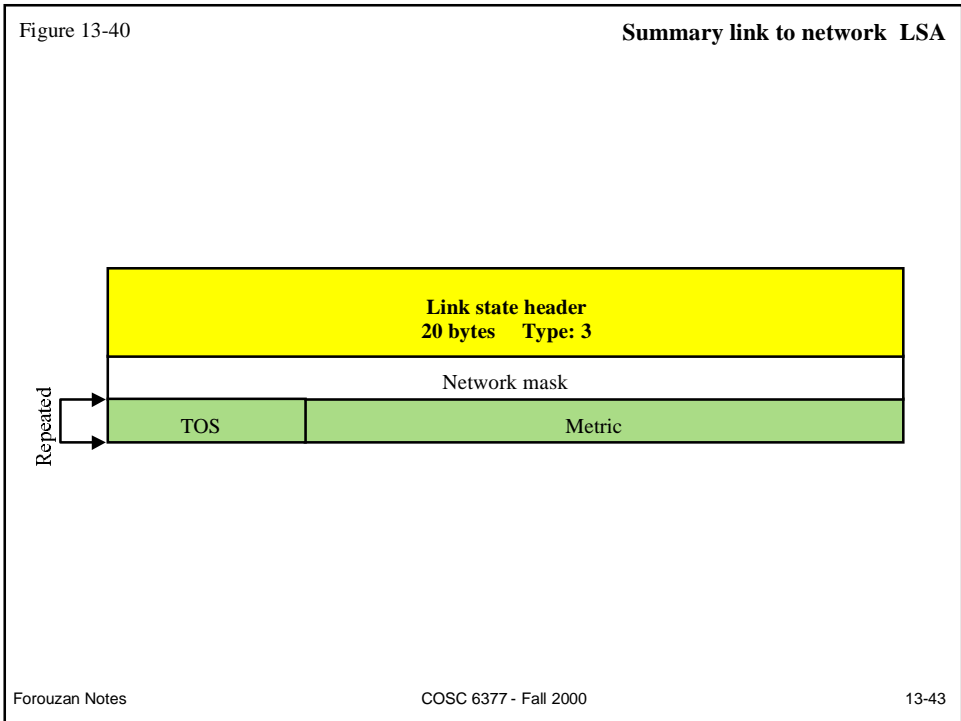 Figure 13-40
Summary link to network LSA
Link state header
20 bytes Type: 3
Network mask
Repeated
TOS
Metric
Forouzan Notes
COSC 6377 - Fall 2000
13-43